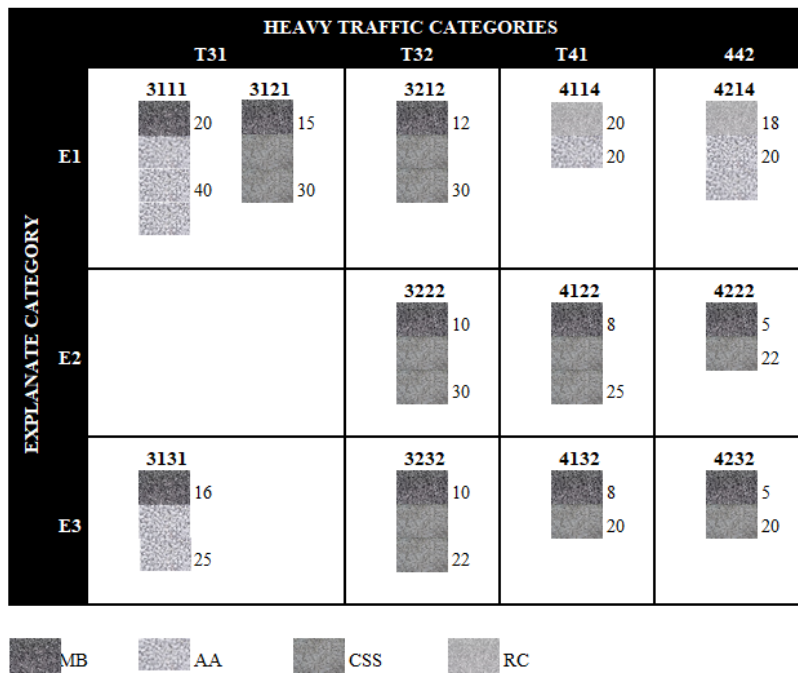 HEAVY TRAFFIC CATEGORIES
T31 T32 T41 442
EXPLANATE CATEGORY
E1
3111 3121 3212 4114 4214
20 15 12 20 18
20 20
40 30 30
E2
3222 4122 4222
10 8 5
22
30 25
E3
3131 3232 4132 4232
16 10 8 5
20 20
25 22
MB AA CSS RC